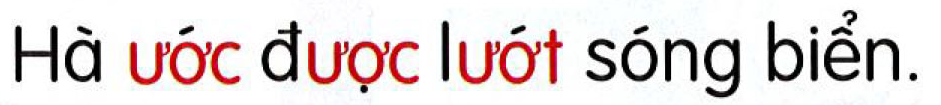 Hà ước được lướt sóng biển.